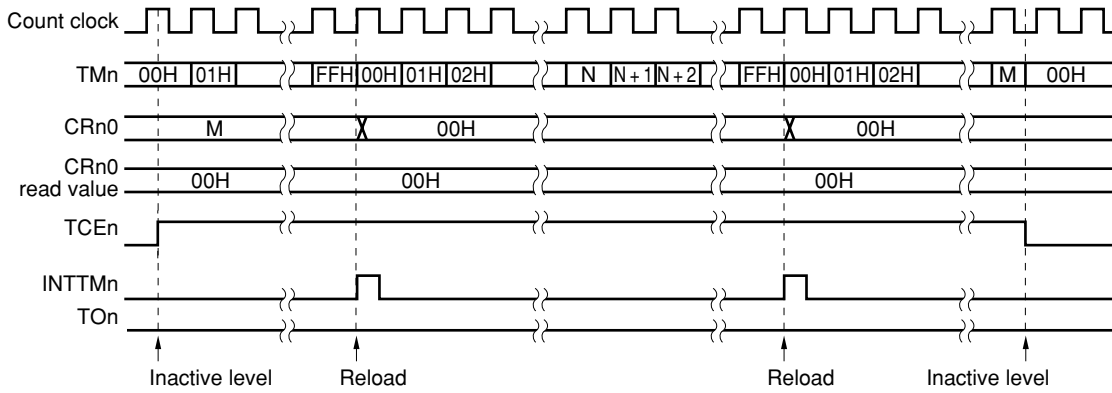 Count clock
TMn 00H 01H FFH 00H 01H 02H N N + 1 N + 2 FFH 00H 01H 02H M 00H
CRn0 M 00H 00H
CRn0
read value 00H 00H 00H
TCEn
INTTMn
TOn
Inactive level Reload Reload Inactive level